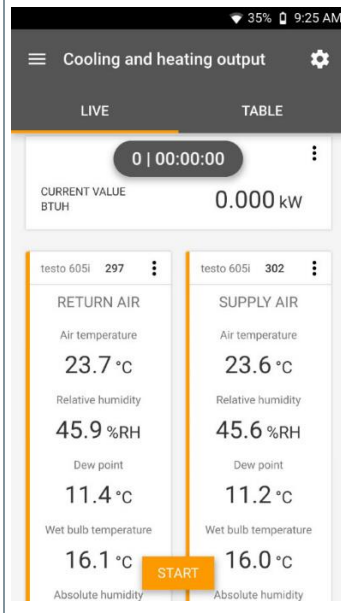 35% 9:25 AM
Cooling and heating output
LIVE TABLE
0 | 00:00:00
CURRENT VALUE
BTUH
0.000 kW
testo 605i 297
RETURN AIR
Air temperature
23.7 °C
Relative humidity
45.9 %RH
Dew point
11.4 °C
Wet bulb temperature
16.1 °C
Absolute humidity
testo 605i 302
SUPPLY AIR
Air temperature
23.6 °C
Relative humidity
45.6 %RH
Dew point
11.2 °C
Wet bulb temperature
16.0 °C
Absolute humidity
START